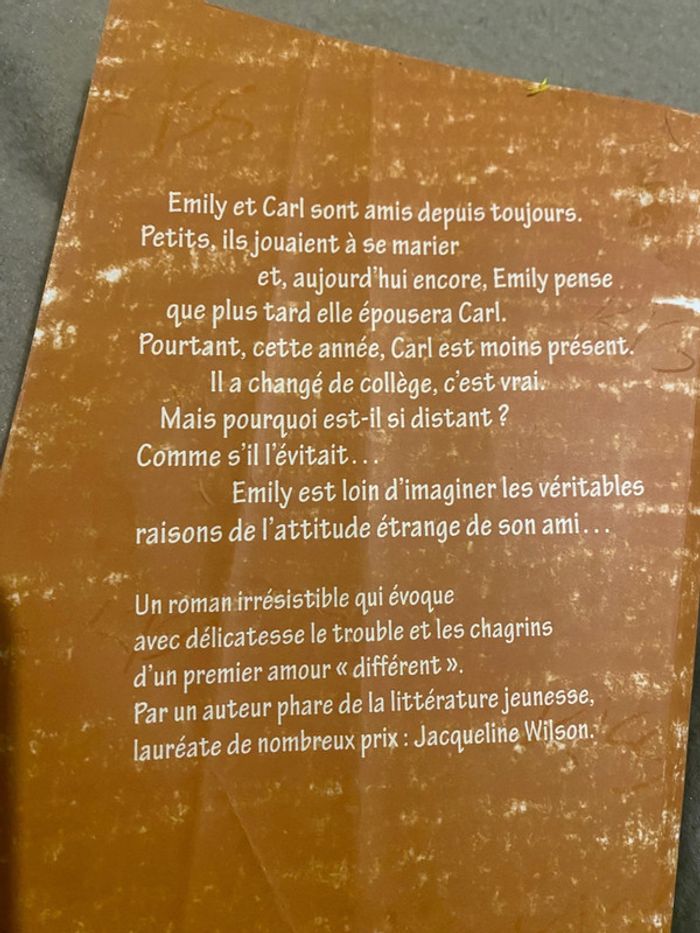 Emily et Carl sont amis depuis toujours.
Petits, ils jouaient à se marier
et, aujourd'hui encore, Emily pense
que plus tard elle épousera Carl.
Pourtant, cette année, Carl est moins présent.
Il a changé de collège, c'est vrai.
Mais pourquoi est-il si distant ?
Comme s'il l'évitait...
Emily est loin d'imaginer les véritables
raisons de l'attitude étrange de son ami...
Un roman irrésistible qui évoque
avec délicatesse le trouble et les chagrins
d'un premier amour « différent ».
Par un auteur phare de la littérature jeunesse,
lauréate de nombreux prix : Jacqueline Wilson.